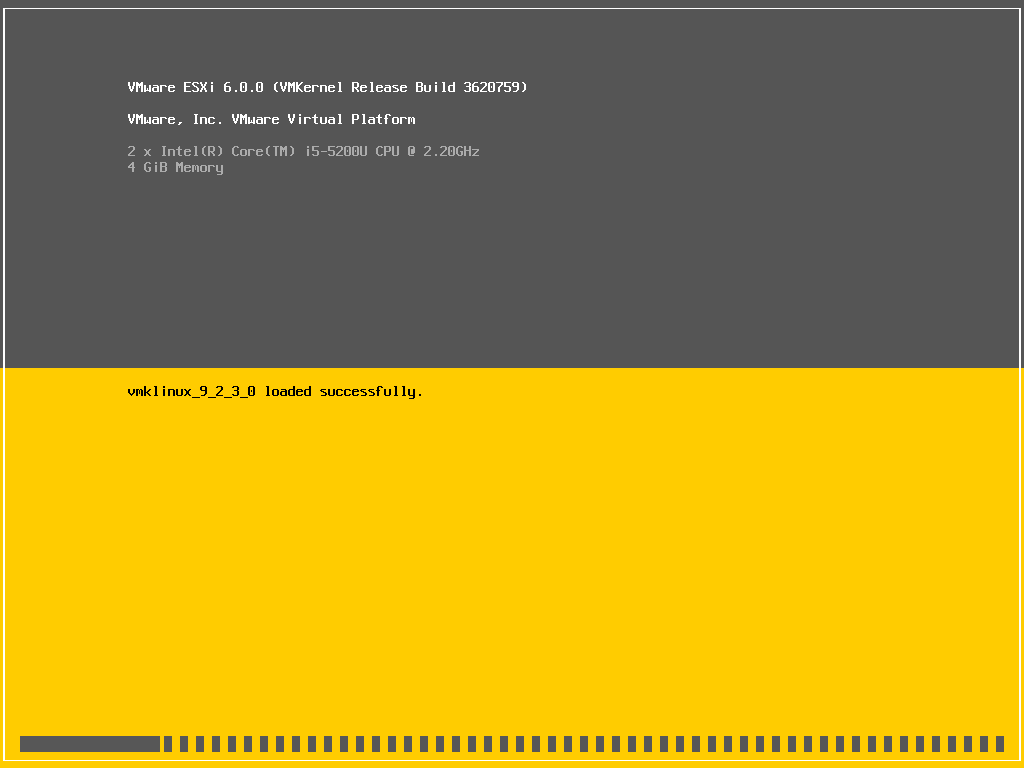 VMware ESXi 6.0.0 (VMKernel Release Build 3620759)
VMware, Inc. VMware Virtual Platform
2 x Intel(R) Core(TM) i5-5200U CPU @ 2.20GHz
4 GiB Memory
vmklinux_9_2_3_0 loaded successfully.